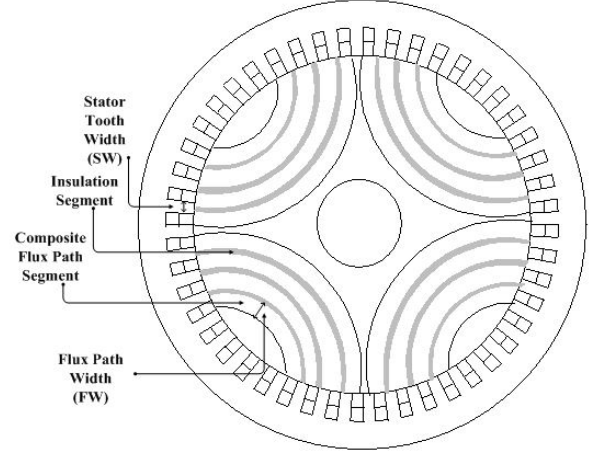 Stator
Tooth
Width
(SW)
Insulation
Segment
Composite
Flux Path
Segment
Flux Path
Width
(FW)